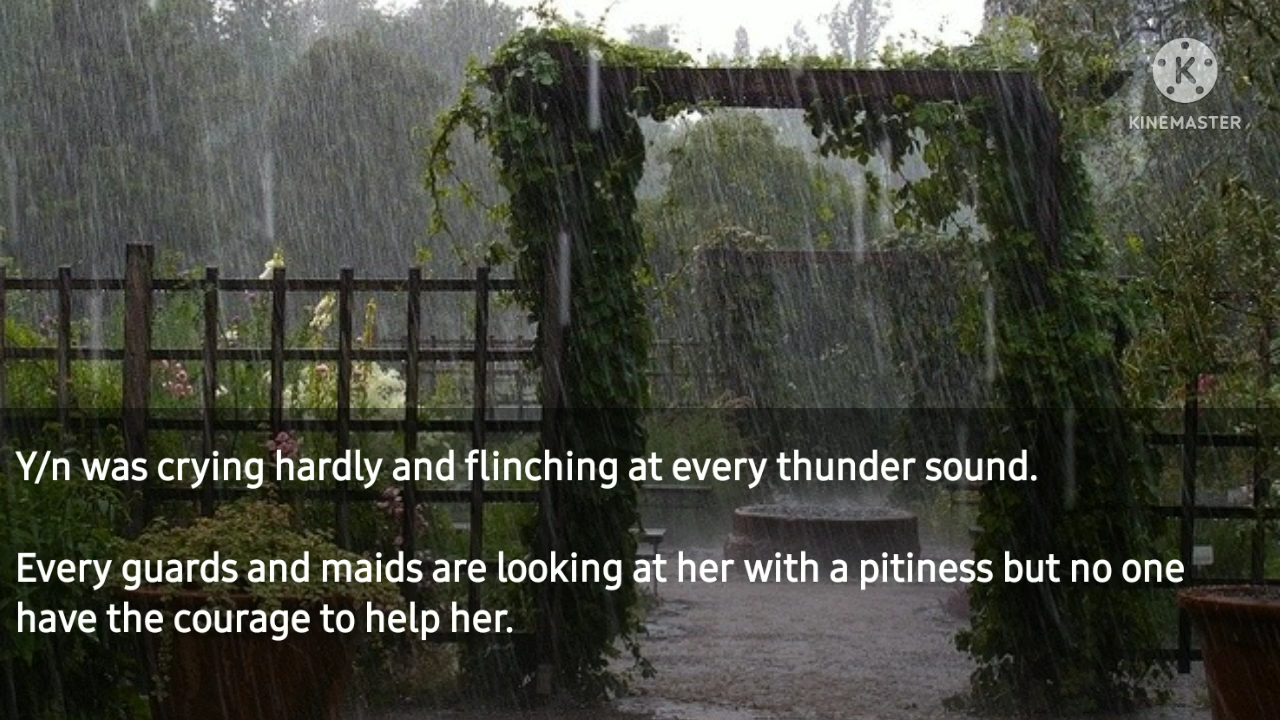 KINEMASTER
Y/n was crying hardly and flinching at every thunder sound.
Every guards and maids are looking at her with a pitiness but no one
have the courage to help her.